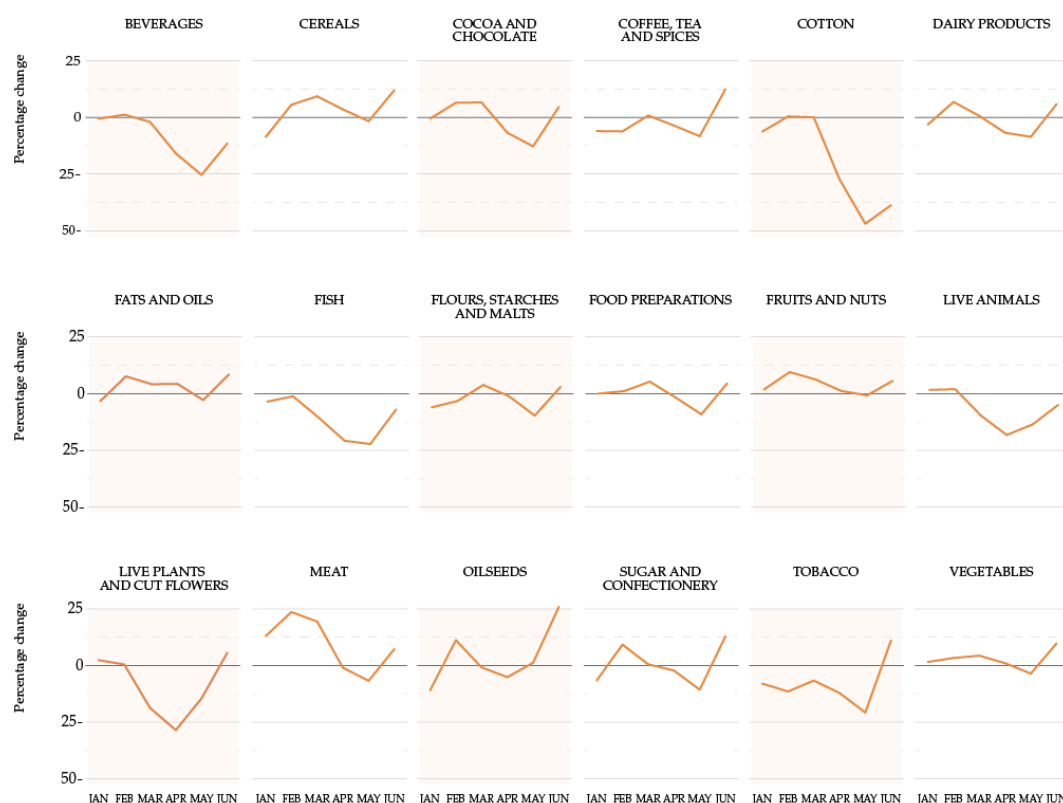 BEVERAGES
CEREALS
COCOA AND
CHOCOLATE
COFFEE, TEA
AND SPICES
COTTON
DAIRY PRODUCTS
Percentage change
25
0
25-
50-
FATS AND OILS
FISH
FLOURS, STARCHES
AND MALTS
FOOD PREPARATIONS
FRUITS AND NUTS
LIVE ANIMALS
Percentage change
25
0
25-
50-
LIVE PLANTS
AND CUT FLOWERS
MEAT
OILSEEDS
SUGAR AND
CONFECTIONERY
TOBACCO
VEGETABLES
Percentage change
25
0
25-
50-
JAN FEB MAR APR MAY JUN
JAN FEB MAR APR MAY JUN
JAN FEB MAR APR MAY JUN
JAN FEB MAR APR MAY JUN
JAN FEB MAR APR MAY JUN
JAN FEB MAR APR MAY JUN